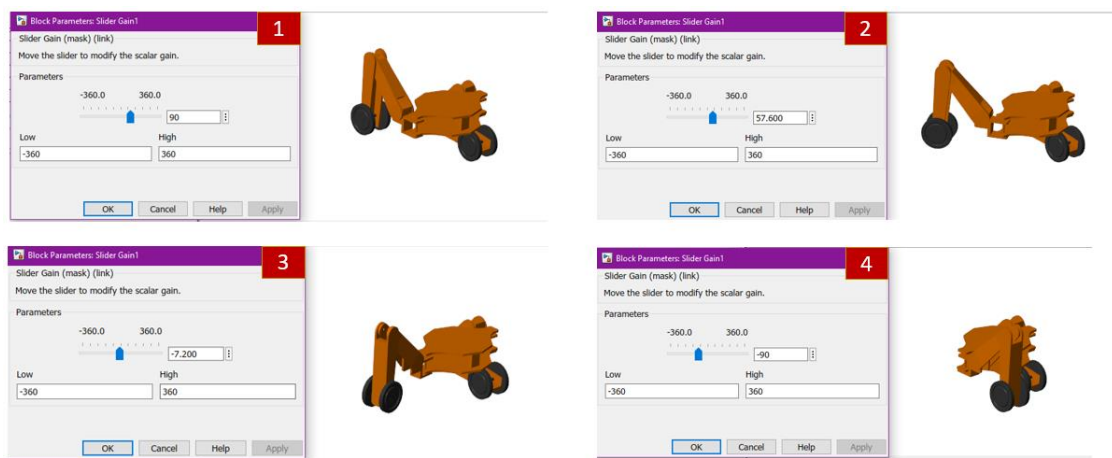 Block Parameters: Slider Gain1
1
Slider Gain (mask) (link)
Move the slider to modify the scalar gain.
Parameters
-360.0 360.0
90
Low High
-360 360
OK Cancel Help Apply
Block Parameters: Slider Gain1
2
Slider Gain (mask) (link)
Move the slider to modify the scalar gain.
Parameters
-360.0 360.0
57.600
Low High
-360 360
OK Cancel Help Apply
Block Parameters: Slider Gain1
3
Slider Gain (mask) (link)
Move the slider to modify the scalar gain.
Parameters
-360.0 360.0
-7.200
Low High
-360 360
OK Cancel Help Apply
Block Parameters: Slider Gain1
4
Slider Gain (mask) (link)
Move the slider to modify the scalar gain.
Parameters
-360.0 360.0
-90
Low High
-360 360
OK Cancel Help Apply